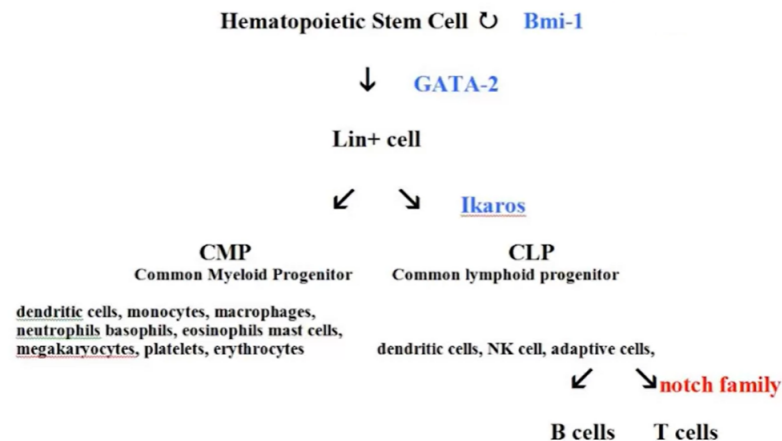 Hematopoietic Stem Cell ↻ Bmi-1
↓ GATA-2
Lin+ cell
↙ ↘ Ikaros
CMP CLP
Common Myeloid Progenitor Common lymphoid progenitor
dendritic cells, monocytes, macrophages,
neutrophils basophils, eosinophils mast cells,
megakaryocytes, platelets, erythrocytes
dendritic cells, NK cell, adaptive cells,
↙ ↘ notch family
B cells T cells